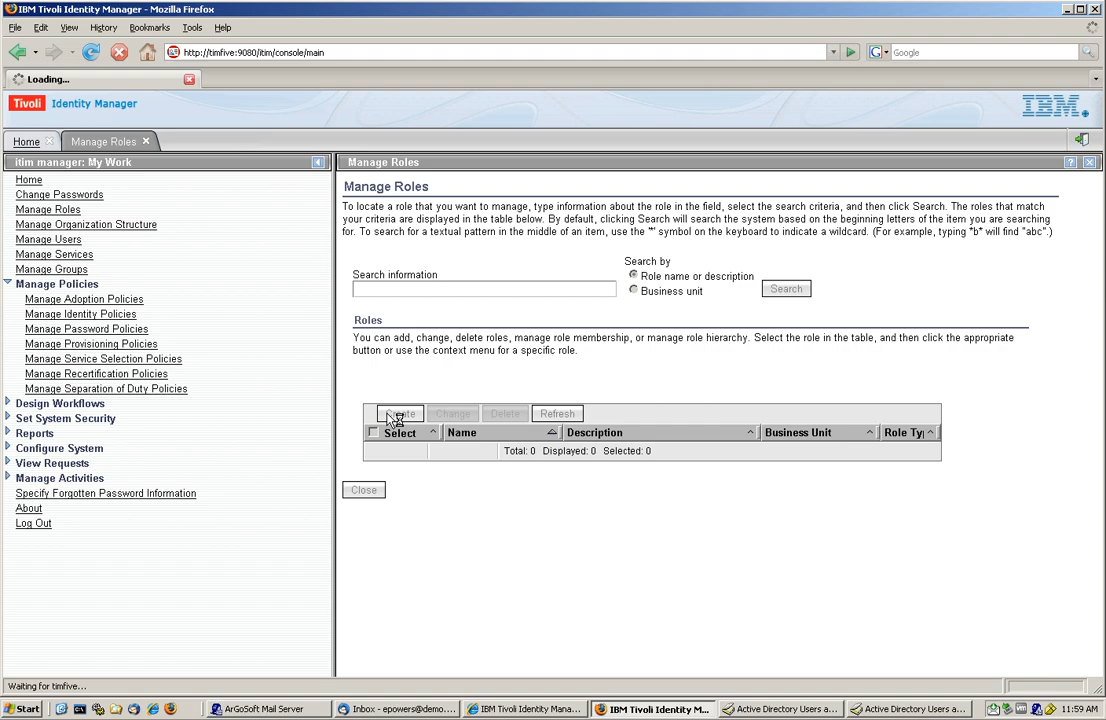 IBM Tivoli Identity Manager - Mozilla Firefox
File Edit View History Bookmarks Tools Help
http://timfive:9080/itim/console/main
Google
Loading...
Tivoli Identity Manager
IBM.
Home
Manage Roles
itim manager: My Work
Home
Change Passwords
Manage Roles
Manage Organization Structure
Manage Users
Manage Services
Manage Groups
Manage Policies
Manage Adoption Policies
Manage Identity Policies
Manage Password Policies
Manage Provisioning Policies
Manage Service Selection Policies
Manage Recertification Policies
Manage Separation of Duty Policies
Design Workflows
Set System Security
Reports
Configure System
View Requests
Manage Activities
Specify Forgotten Password Information
About
Log Out
Manage Roles
?
Manage Roles
To locate a role that you want to manage, type information about the role in the field, select the search criteria, and then click Search. The roles that match
your criteria are displayed in the table below. By default, clicking Search will search the system based on the beginning letters of the item you are searching
for. To search for a textual pattern in the middle of an item, use the '*' symbol on the keyboard to indicate a wildcard. (For example, typing *b* will find "abc".)
Search information
Search by
Role name or description
Business unit
Search
Roles
You can add, change, delete roles, manage role membership, or manage role hierarchy. Select the role in the table, and then click the appropriate
button or use the context menu for a specific role.
Change Delete Refresh
Select Name Description Business Unit Role Ty
Total: 0 Displayed: 0 Selected: 0
Close
Waiting for timfive...
Start
ArGoSoft Mail Server
Inbox - epowers@demo....
IBM Tivoli Identity Mana...
IBM Tivoli Identity M...
Active Directory Users a...
Active Directory Users a...
11:59 AM